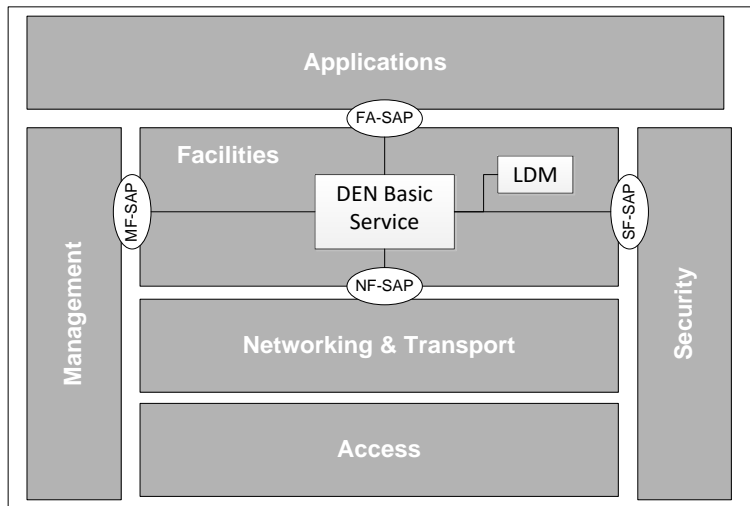 Applications
FA-SAP
Facilities
LDM
DEN Basic
Service
MF-SAP
SF-SAP
NF-SAP
Management
Networking & Transport
Security
Access